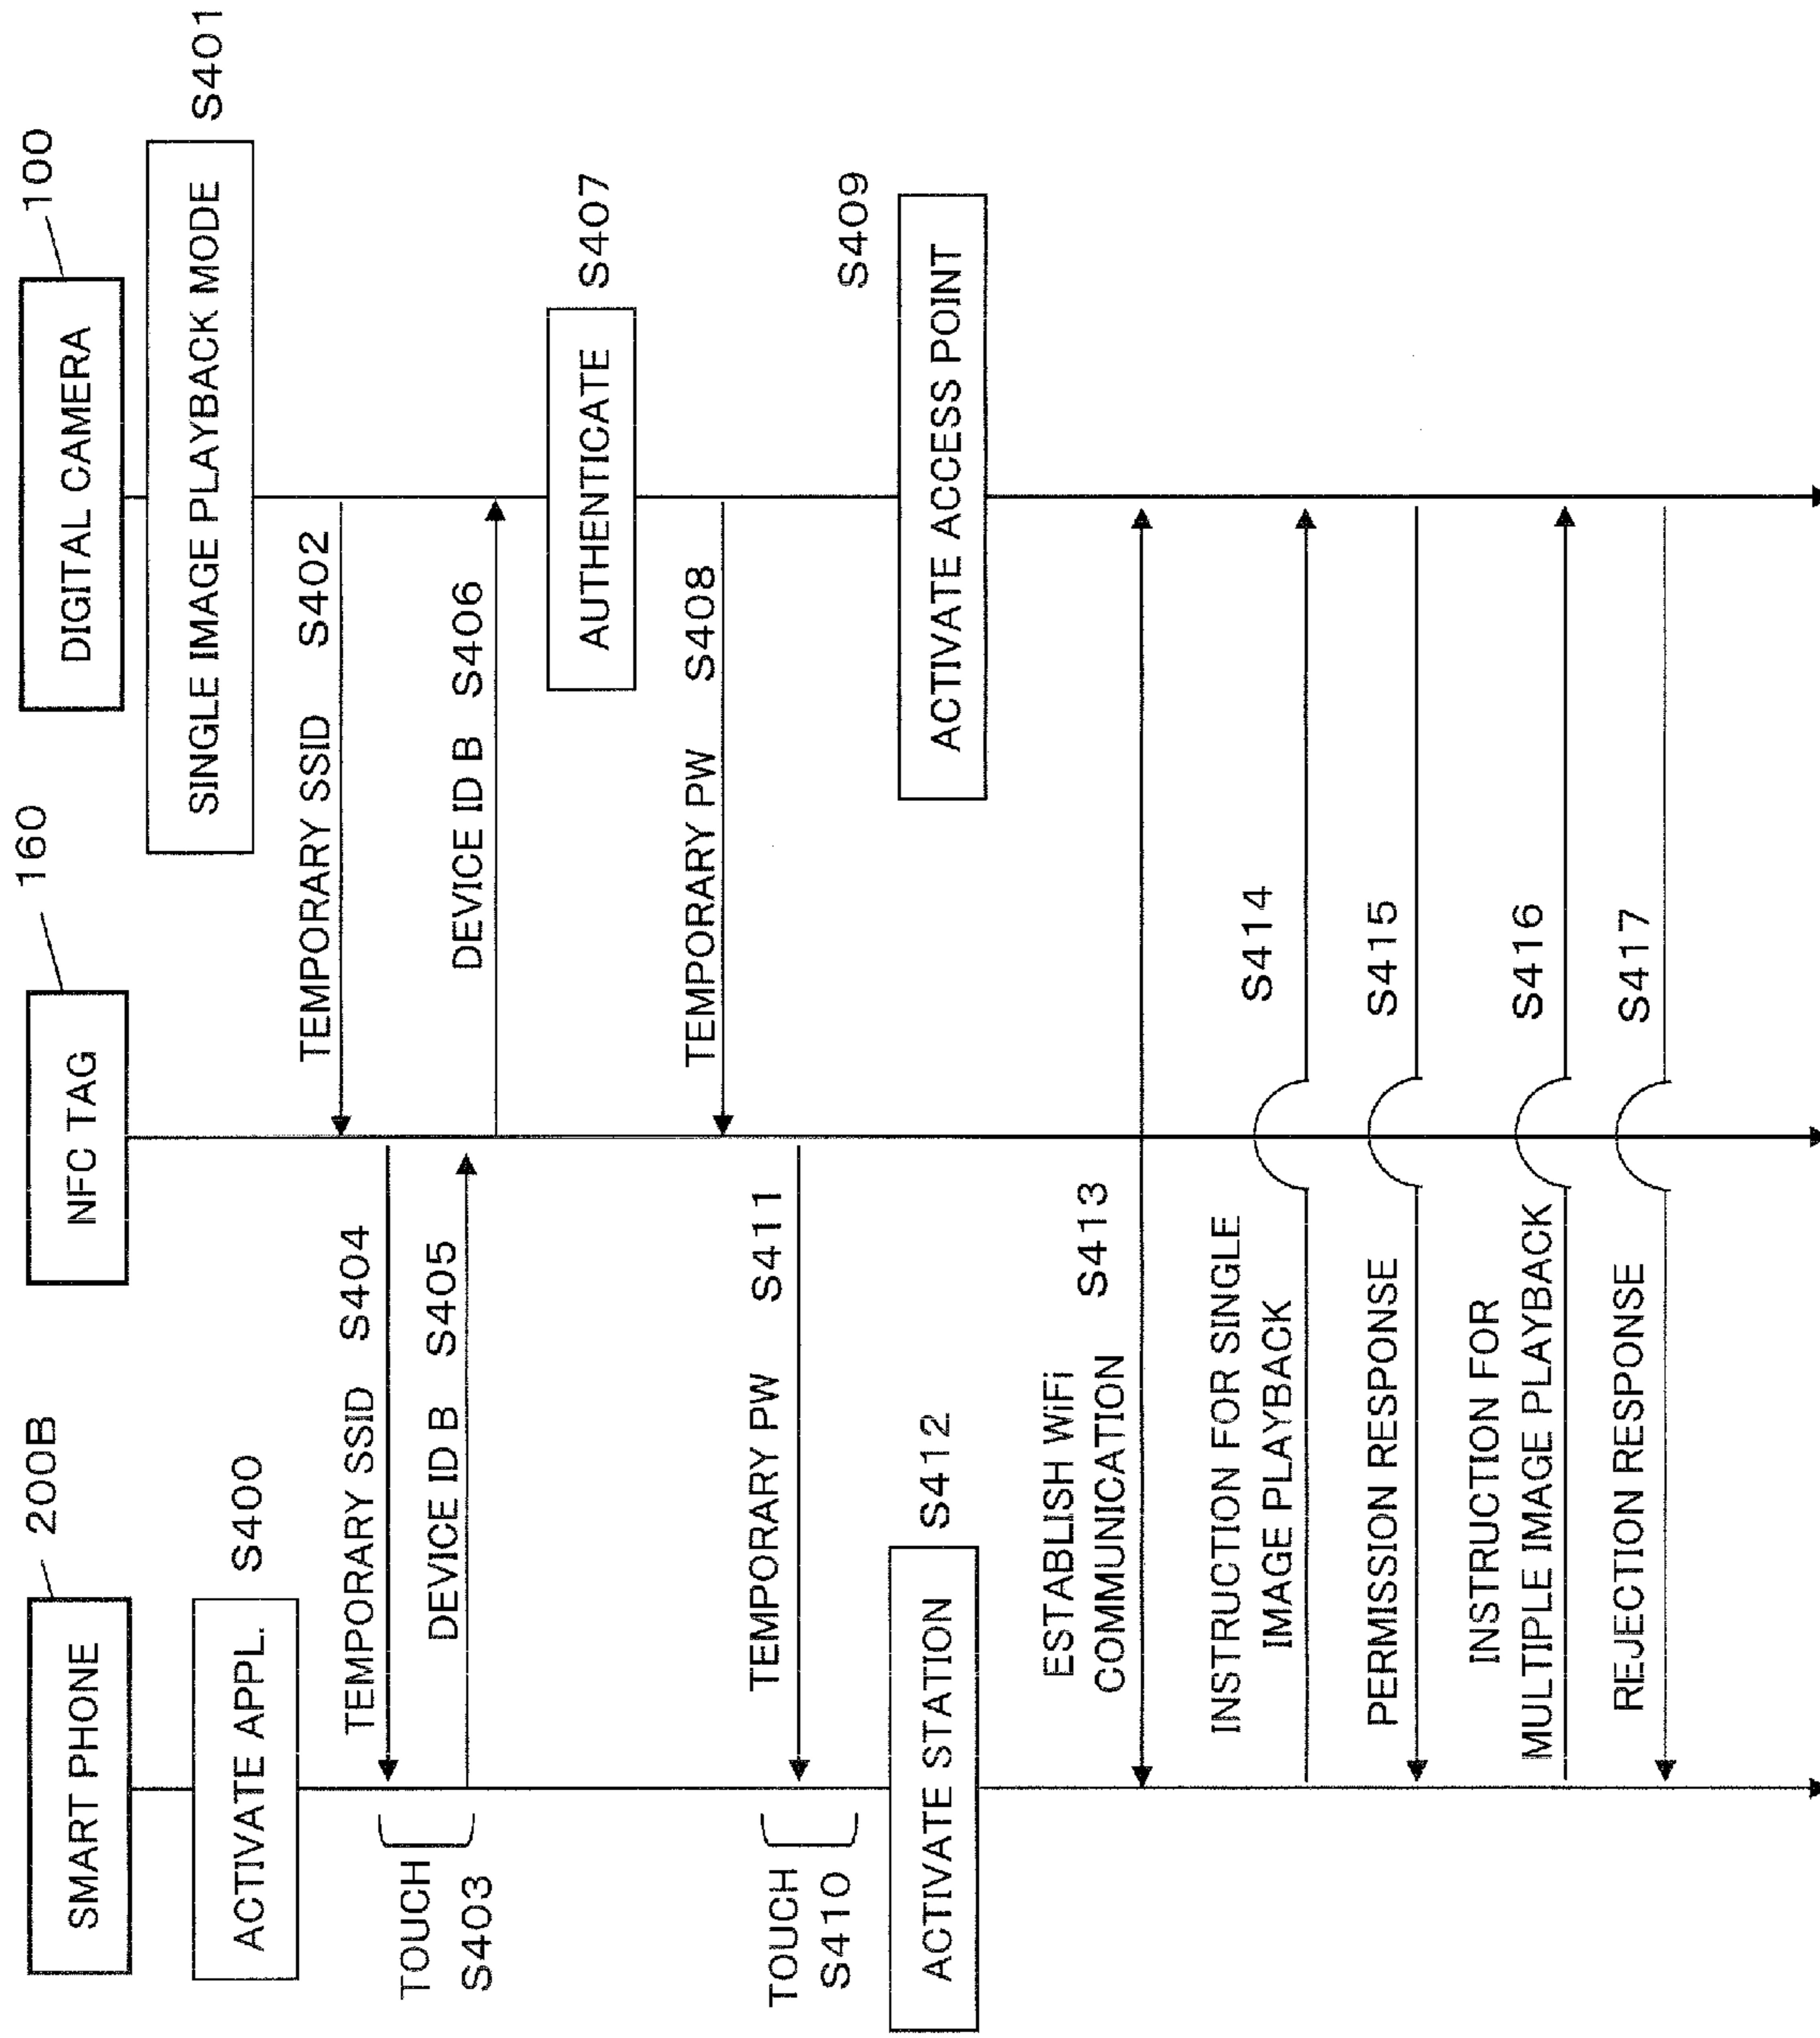 SMART PHONE
200B
NFC TAG
160
DIGITAL CAMERA
100
ACTIVATE APPL.
S400
SINGLE IMAGE PLAYBACK MODE
S401
TEMPORARY SSID S402
TOUCH
S403
TEMPORARY SSID S404
DEVICE ID B S405
DEVICE ID B S406
AUTHENTICATE
S407
TEMPORARY PW S408
TOUCH
S410
TEMPORARY PW S411
ACTIVATE ACCESS POINT
S409
ACTIVATE STATION
S412
ESTABLISH WiFi
COMMUNICATION
S413
INSTRUCTION FOR SINGLE
IMAGE PLAYBACK
S414
PERMISSION RESPONSE
S415
INSTRUCTION FOR
MULTIPLE IMAGE PLAYBACK
S416
REJECTION RESPONSE
S417